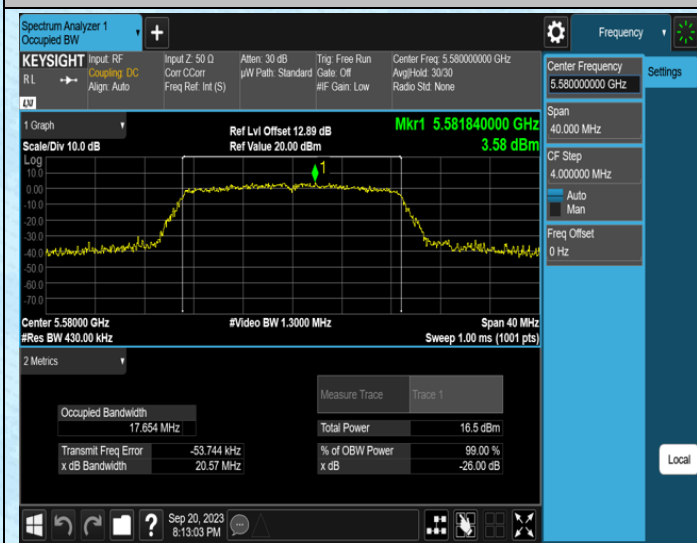 Spectrum Analyzer 1
Occupied BW
+
Frequency
KEYSIGHT
R L
LXI
Input: RF
Coupling: DC
Align: Auto
Input Z: 50 Ω
Corr CCorr
Freq Ref: Int (S)
Atten: 30 dB
µW Path: Standard
Trig: Free Run
Gate: Off
#IF Gain: Low
Center Freq: 5.580000000 GHz
Avg|Hold: 30/30
Radio Std: None
1 Graph
Scale/Div 10.0 dB
Ref Lvl Offset 12.89 dB
Ref Value 20.00 dBm
Mkr1 5.581840000 GHz
3.58 dBm
Log
10.0
0.00
-10.0
-20.0
-30.0
-40.0
-50.0
-60.0
-70.0
1
Center 5.58000 GHz
#Res BW 430.00 kHz
#Video BW 1.3000 MHz
Span 40 MHz
Sweep 1.00 ms (1001 pts)
2 Metrics
Measure Trace
Trace 1
Occupied Bandwidth
17.654 MHz
Total Power
16.5 dBm
Transmit Freq Error
-53.744 kHz
% of OBW Power
99.00 %
x dB Bandwidth
20.57 MHz
x dB
-26.00 dB
Center Frequency
5.580000000 GHz
Settings
Span
40.000 MHz
CF Step
4.000000 MHz
Auto
Man
Freq Offset
0 Hz
Local
?
Sep 20, 2023
8:13:03 PM